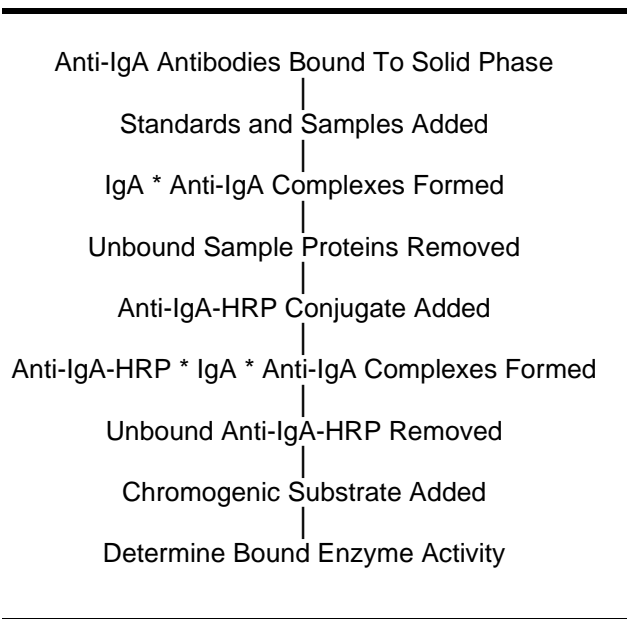 Anti-IgA Antibodies Bound To Solid Phase
Standards and Samples Added
IgA * Anti-IgA Complexes Formed
Unbound Sample Proteins Removed
Anti-IgA-HRP Conjugate Added
Anti-IgA-HRP * IgA * Anti-IgA Complexes Formed
Unbound Anti-IgA-HRP Removed
Chromogenic Substrate Added
Determine Bound Enzyme Activity